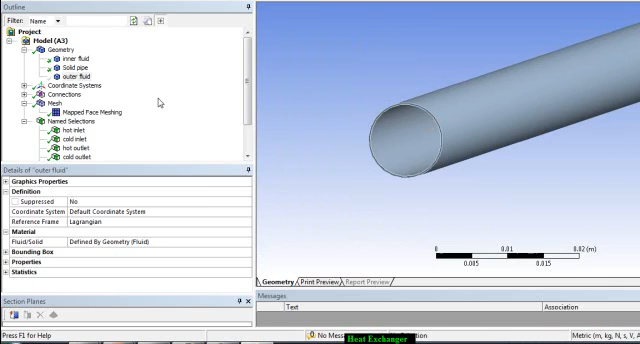 Outline
Filter: Name
Project
Model (A3)
Geometry
inner fluid
Solid pipe
outer fluid
Coordinate Systems
Connections
Mesh
Mapped Face Meshing
Named Selections
hot inlet
cold inlet
hot outlet
cold outlet
Details of "outer fluid"
Graphics Properties
Definition
Suppressed No
Coordinate System Default Coordinate System
Reference Frame Lagrangian
Material
Fluid/Solid Defined By Geometry (Fluid)
Bounding Box
Properties
Statistics
Section Planes
0 0.01 0.02 (m)
0.005 0.015
Geometry Print Preview Report Preview
Messages
Text Association
Press F1 for Help
No Mess
Heat Exchanger
Metric (m, kg, N, s, V, A